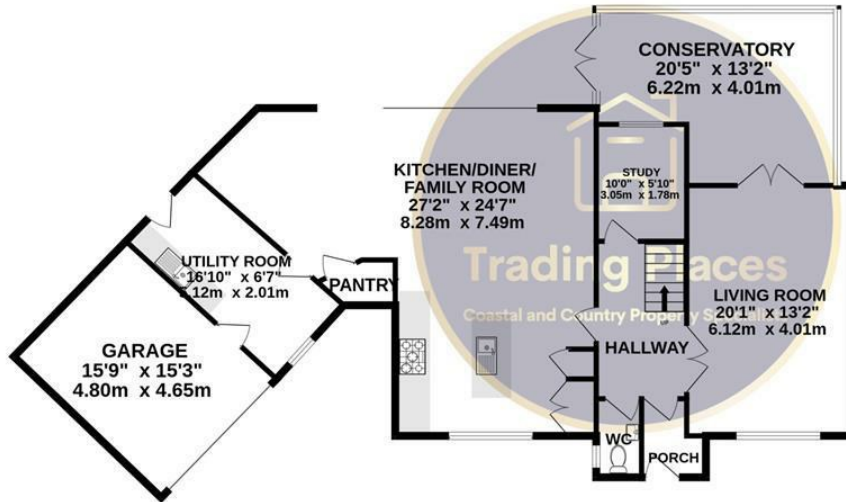 CONSERVATORY
20'5" x 13'2"
6.22m x 4.01m
KITCHEN/DINER/
FAMILY ROOM
27'2" x 24'7"
8.28m x 7.49m
STUDY
10'0" x 5'10"
3.05m x 1.78m
UTILITY ROOM
16'10" x 6'7"
5.12m x 2.01m
PANTRY
Trading Places
Coastal and Country Property
LIVING ROOM
20'1" x 13'2"
6.12m x 4.01m
HALLWAY
GARAGE
15'9" x 15'3"
4.80m x 4.65m
WC
PORCH